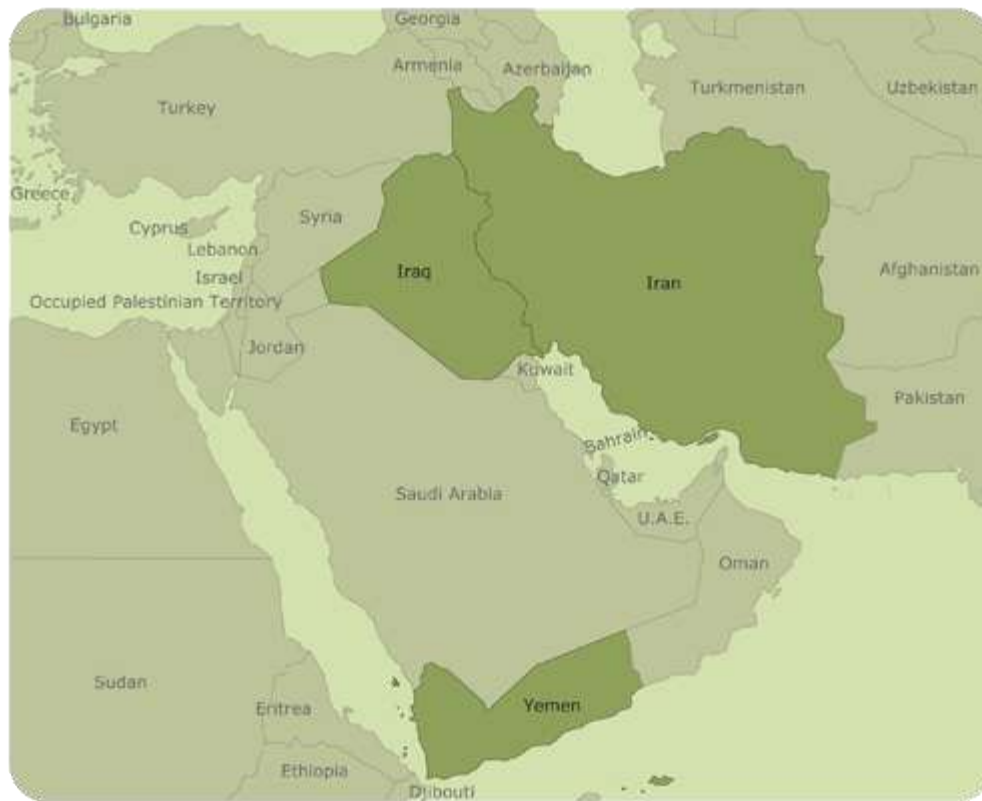 Bulgaria
Georgia
Armenia
Azerbaijan
Turkmenistan
Uzbekistan
Turkey
Greece
Cyprus
Syria
Lebanon
Israel
Iraq
Iran
Afghanistan
Occupied Palestinian Territory
Jordan
Kuwait
Pakistan
Egypt
Bahrain
Qatar
Saudi Arabia
U.A.E.
Oman
Sudan
Eritrea
Yemen
Ethiopia
Djibouti